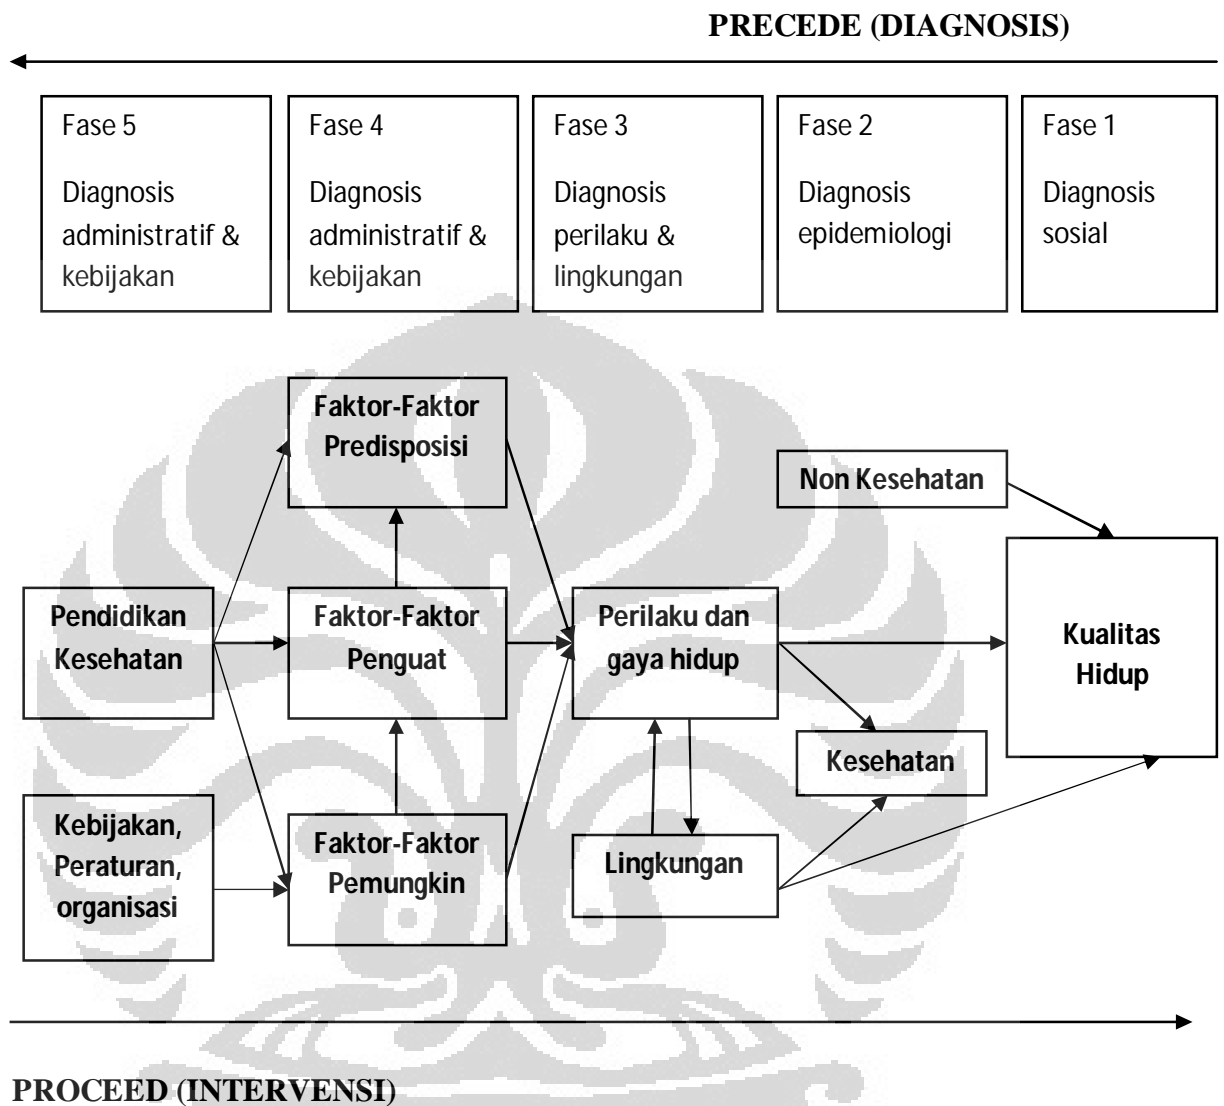 PRECEDE (DIAGNOSIS)
Fase 5
Diagnosis
administratif &
kebijakan
Fase 4
Diagnosis
administratif &
kebijakan
Fase 3
Diagnosis
perilaku &
lingkungan
Fase 2
Diagnosis
epidemiologi
Fase 1
Diagnosis
sosial
Faktor-Faktor
Predisposisi
Non Kesehatan
Pendidikan
Kesehatan
Faktor-Faktor
Penguat
Perilaku dan
gaya hidup
Kualitas
Hidup
Kesehatan
Kebijakan,
Peraturan,
organisasi
Faktor-Faktor
Pemungkin
Lingkungan
PROCEED (INTERVENSI)